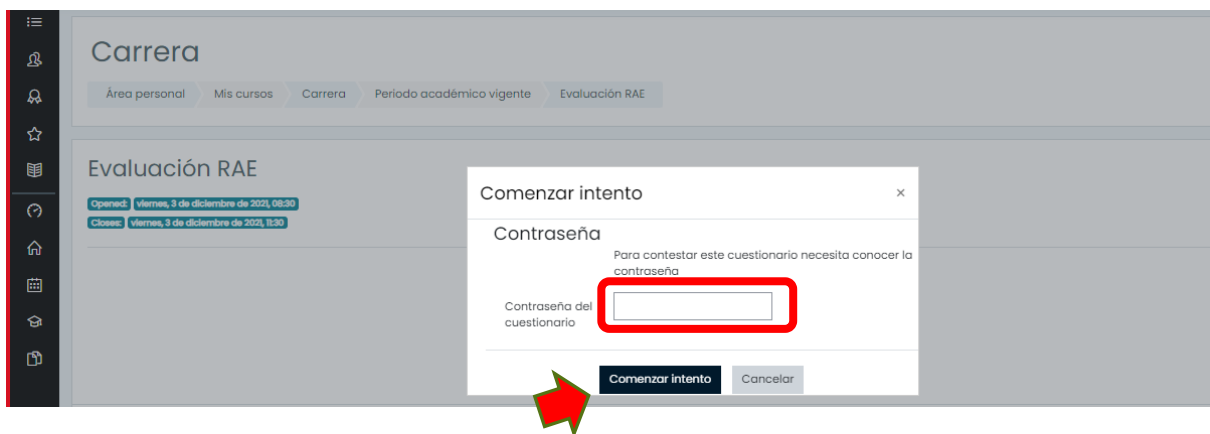 Carrera
Área personal Mis cursos Carrera Periodo académico vigente Evaluación RAE
Evaluación RAE
Opened: viernes, 3 de diciembre de 2021, 08:30
Closes: viernes, 3 de diciembre de 2021, 11:30
Comenzar intento ×
Contraseña
Para contestar este cuestionario necesita conocer la
contraseña
Contraseña del
cuestionario
Comenzar intento Cancelar